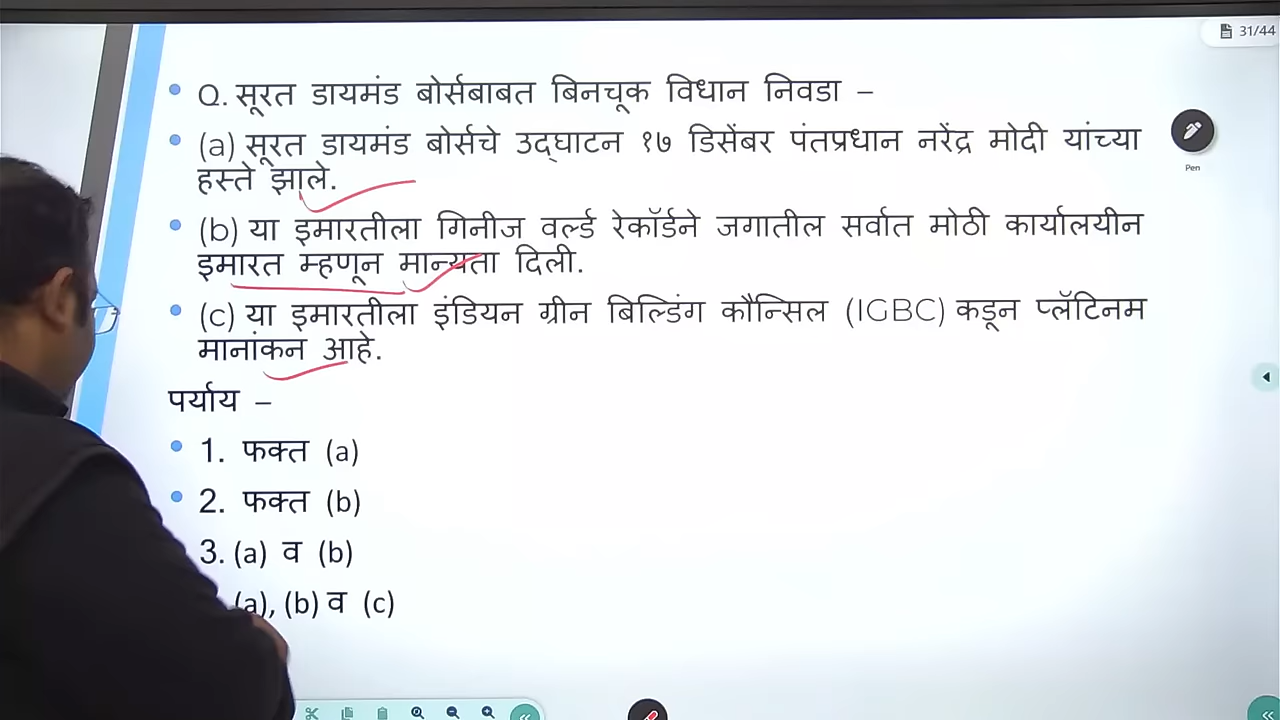 31/44
Q. सूरत डायमंड बोर्सबाबत बिनचूक विधान निवडा –
(a) सूरत डायमंड बोर्सचे उद्‌घाटन १७ डिसेंबर पंतप्रधान नरेंद्र मोदी यांच्या
हस्ते झाले.
Pen
(b) या इमारतीला गिनीज वर्ल्ड रेकॉर्डने जगातील सर्वात मोठी कार्यालयीन
इमारत म्हणून मान्यता दिली.
(c) या इमारतीला इंडियन ग्रीन बिल्डिंग कौन्सिल (IGBC) कडून प्लॅटिनम
मानांकन आहे.
पर्याय –
1. फक्त (a)
2. फक्त (b)
3. (a) व (b)
(a), (b) व (c)